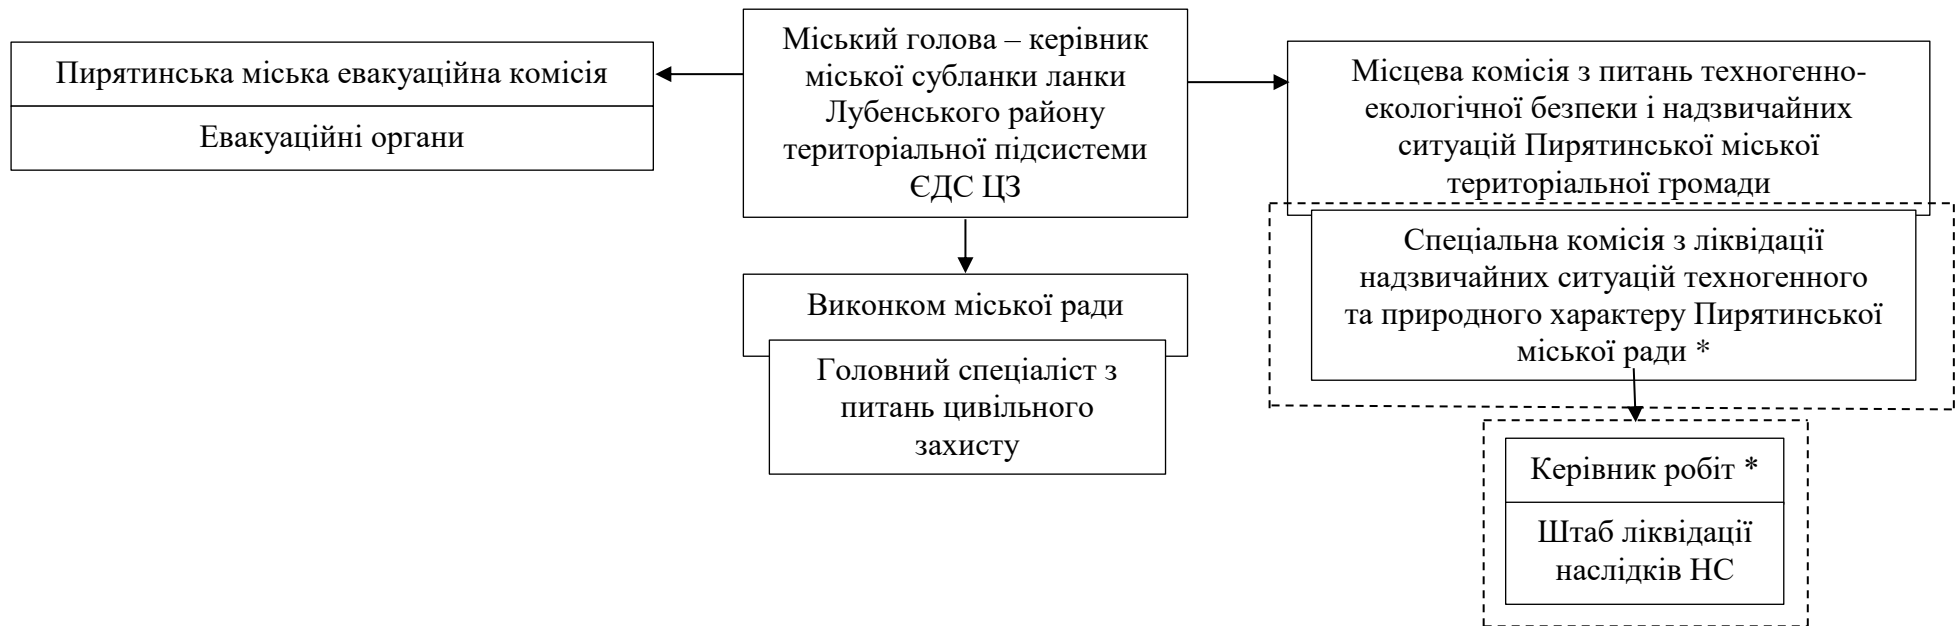 Пирятинська міська евакуаційна комісія
Евакуаційні органи
Міський голова – керівник
міської субланки ланки
Лубенського району
територіальної підсистеми
ЄДС ЦЗ
Виконком міської ради
Головний спеціаліст з
питань цивільного
захисту
Місцева комісія з питань техногенно-
екологічної безпеки і надзвичайних
ситуацій Пирятинської міської
територіальної громади
Спеціальна комісія з ліквідації
надзвичайних ситуацій техногенного
та природного характеру Пирятинської
міської ради *
Керівник робіт *
Штаб ліквідації
наслідків НС